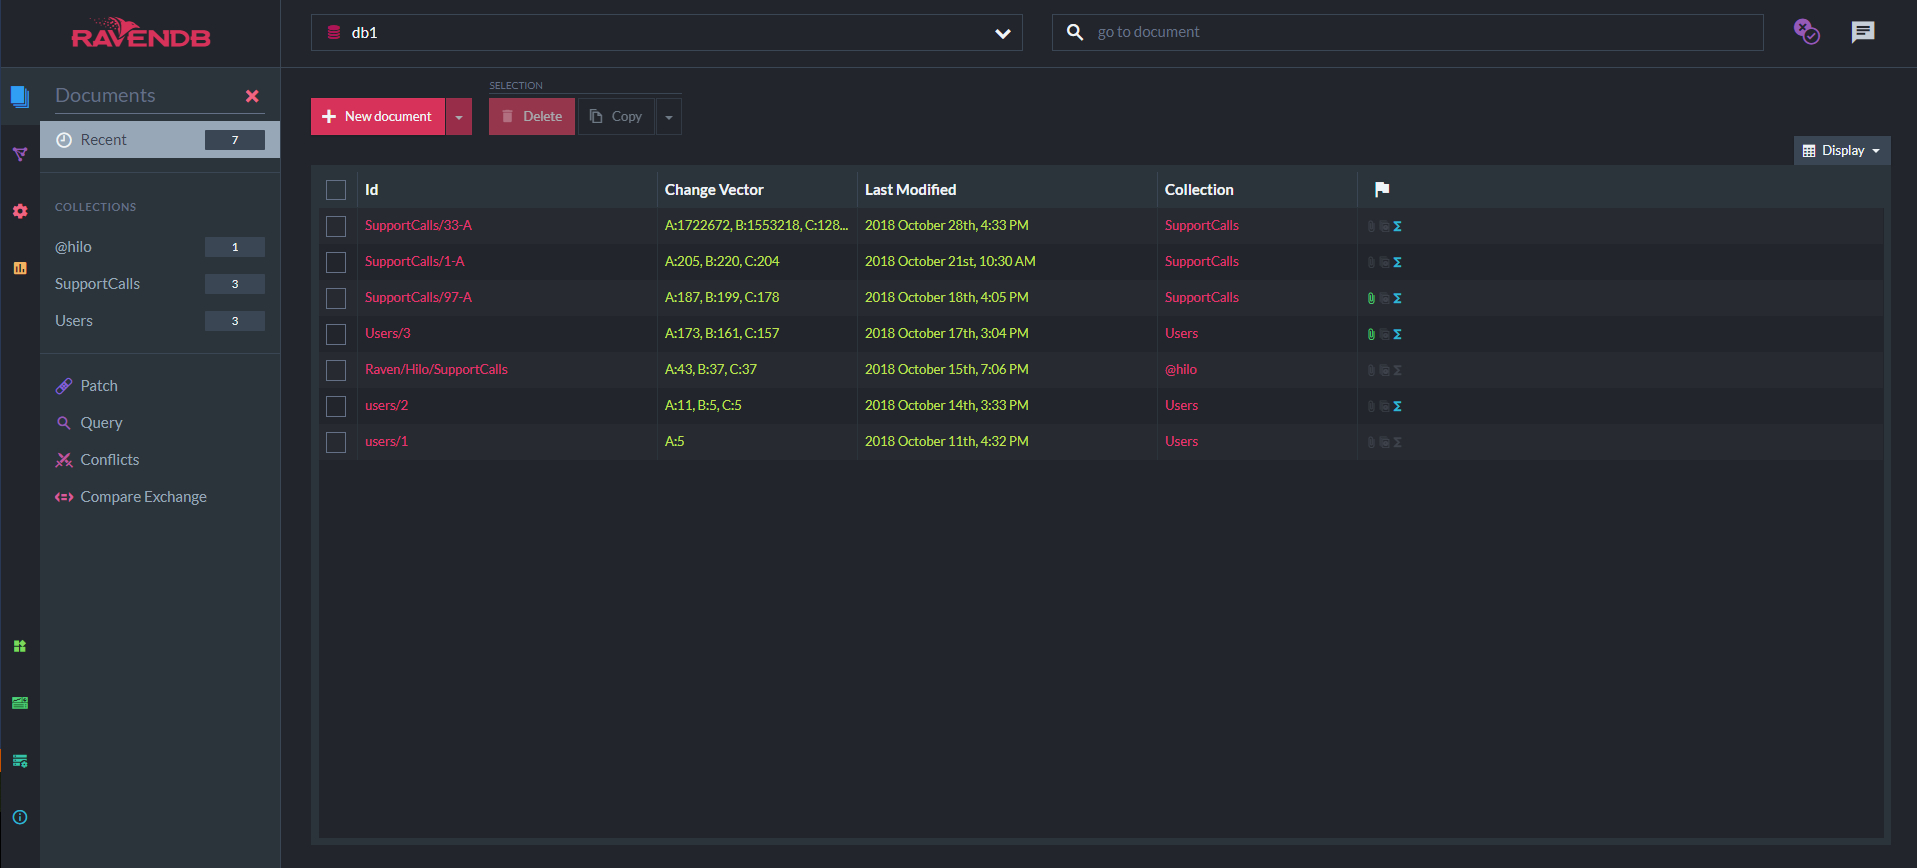 RAVENDB
db1
go to document
Documents
Recent 7
COLLECTIONS
@hilo 1
SupportCalls 3
Users 3
Patch
Query
Conflicts
Compare Exchange
SELECTION
New document Delete Copy
Display
Id Change Vector Last Modified Collection
SupportCalls/33-A A:1722672, B:1553218, C:128... 2018 October 28th, 4:33 PM SupportCalls
SupportCalls/1-A A:205, B:220, C:204 2018 October 21st, 10:30 AM SupportCalls
SupportCalls/97-A A:187, B:199, C:178 2018 October 18th, 4:05 PM SupportCalls
Users/3 A:173, B:161, C:157 2018 October 17th, 3:04 PM Users
Raven/Hilo/SupportCalls A:43, B:37, C:37 2018 October 15th, 7:06 PM @hilo
users/2 A:11, B:5, C:5 2018 October 14th, 3:33 PM Users
users/1 A:5 2018 October 11th, 4:32 PM Users